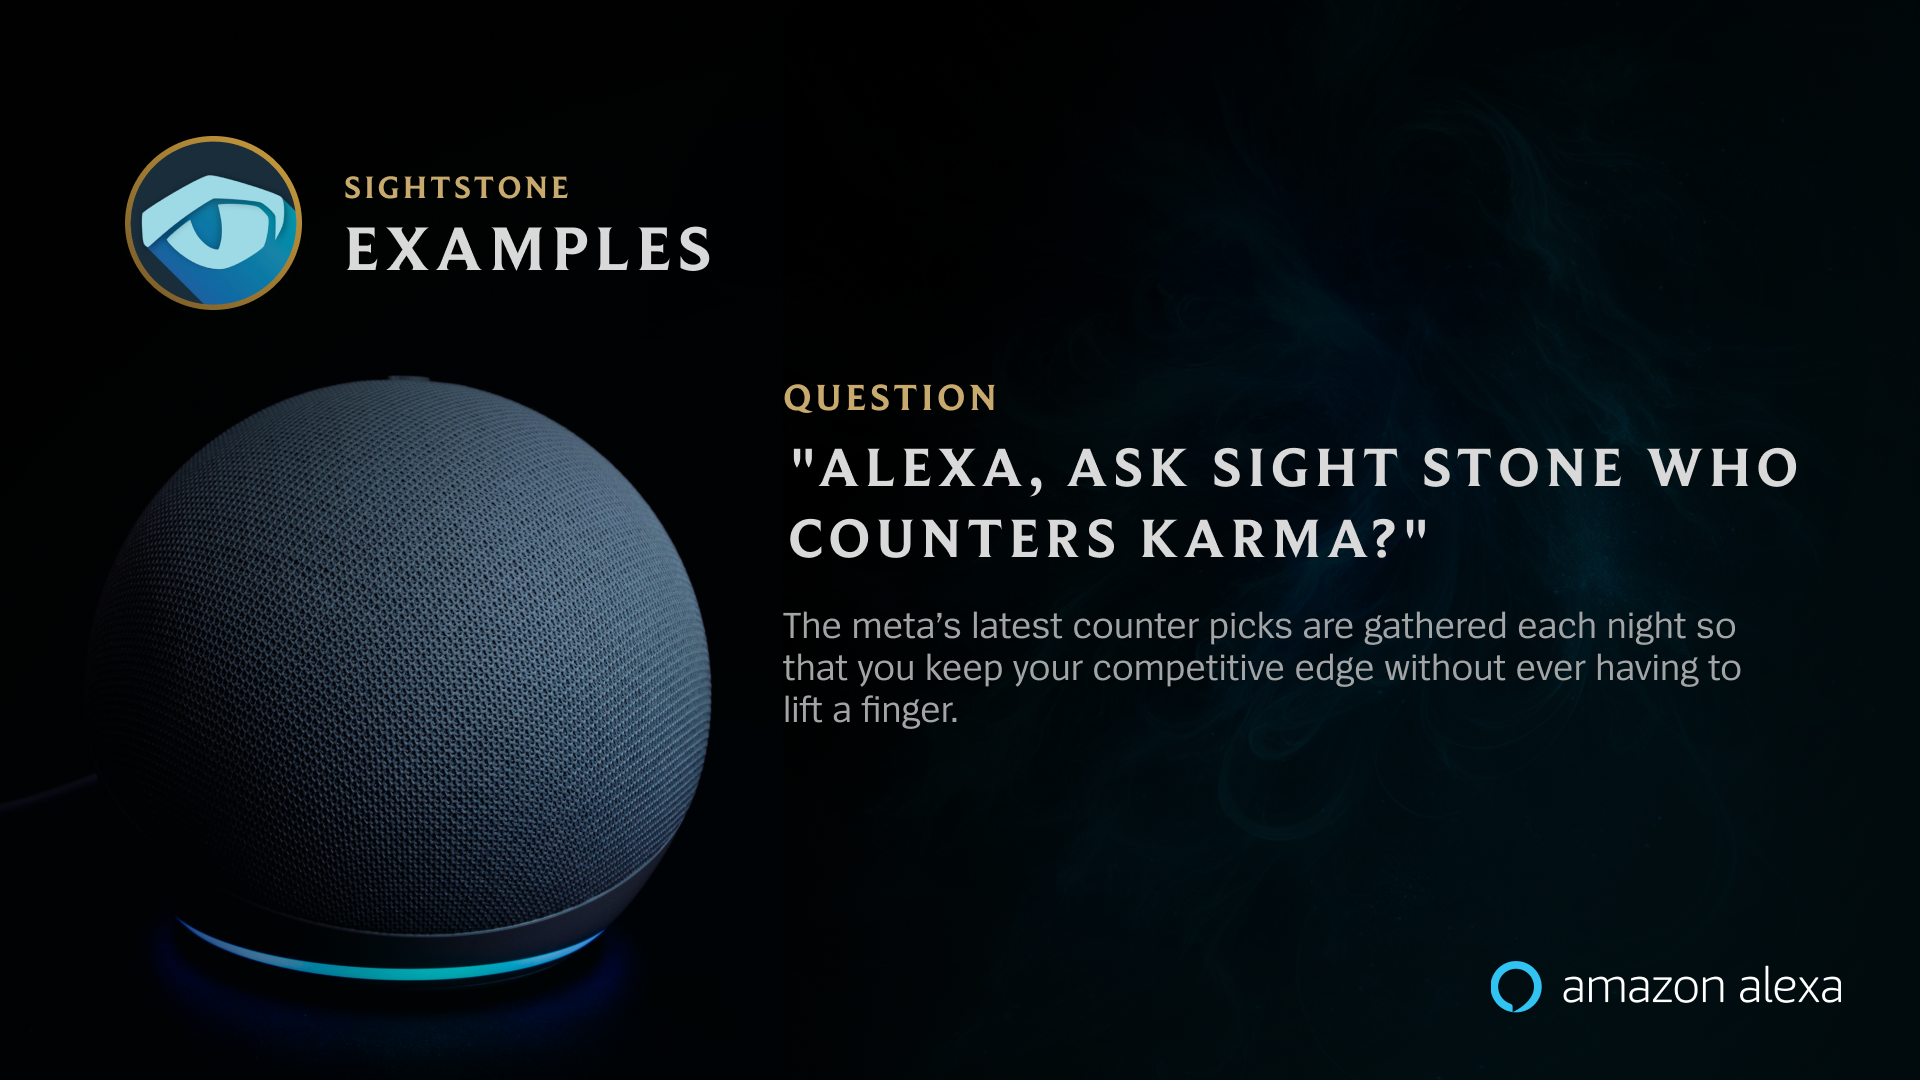 SIGHTSTONE
EXAMPLES
QUESTION
"ALEXA, ASK SIGHT STONE WHO
COUNTERS KARMA?"
The meta’s latest counter picks are gathered each night so
that you keep your competitive edge without ever having to
lift a finger.
amazon alexa